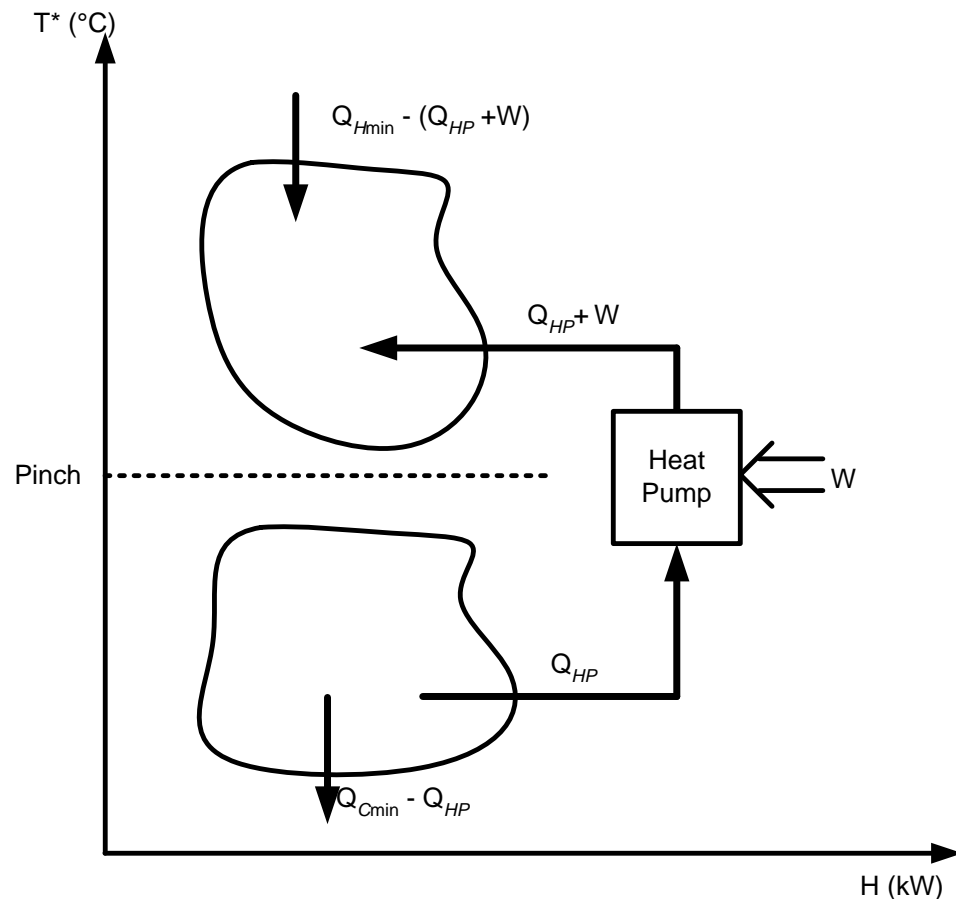 T* (°C)
Q_Hmin - (Q_HP +W)
Q_HP+ W
Pinch
Heat
Pump
W
Q_HP
Q_Cmin - Q_HP
H (kW)